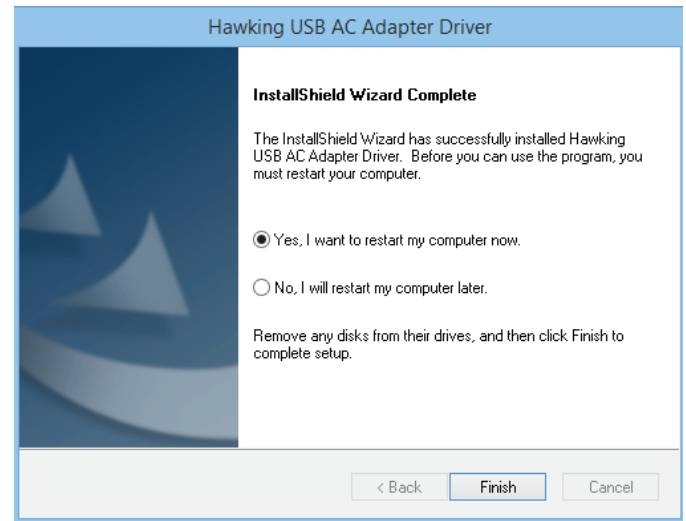 Hawking USB AC Adapter Driver
InstallShield Wizard Complete
The InstallShield Wizard has successfully installed Hawking
USB AC Adapter Driver. Before you can use the program, you
must restart your computer.
Yes, I want to restart my computer now.
No, I will restart my computer later.
Remove any disks from their drives, and then click Finish to
complete setup.
< Back Finish Cancel